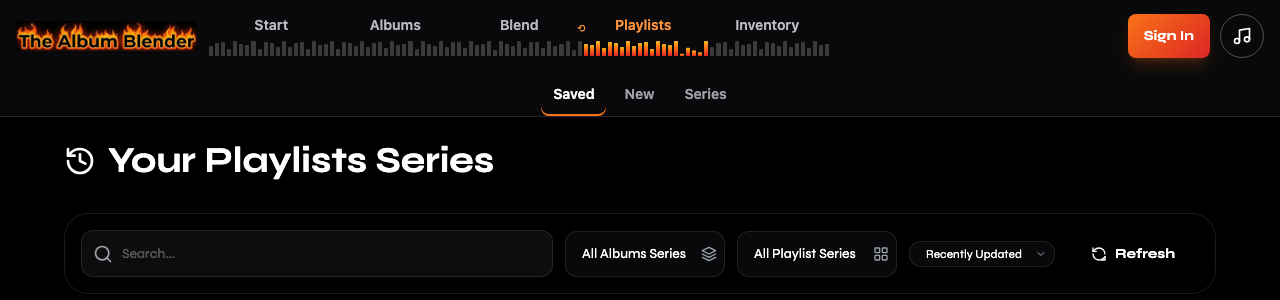 The Album Blender
Start
Albums
Blend
Playlists
Inventory
Sign In
Saved
New
Series
Your Playlists Series
Search...
All Albums Series
All Playlist Series
Recently Updated
Refresh